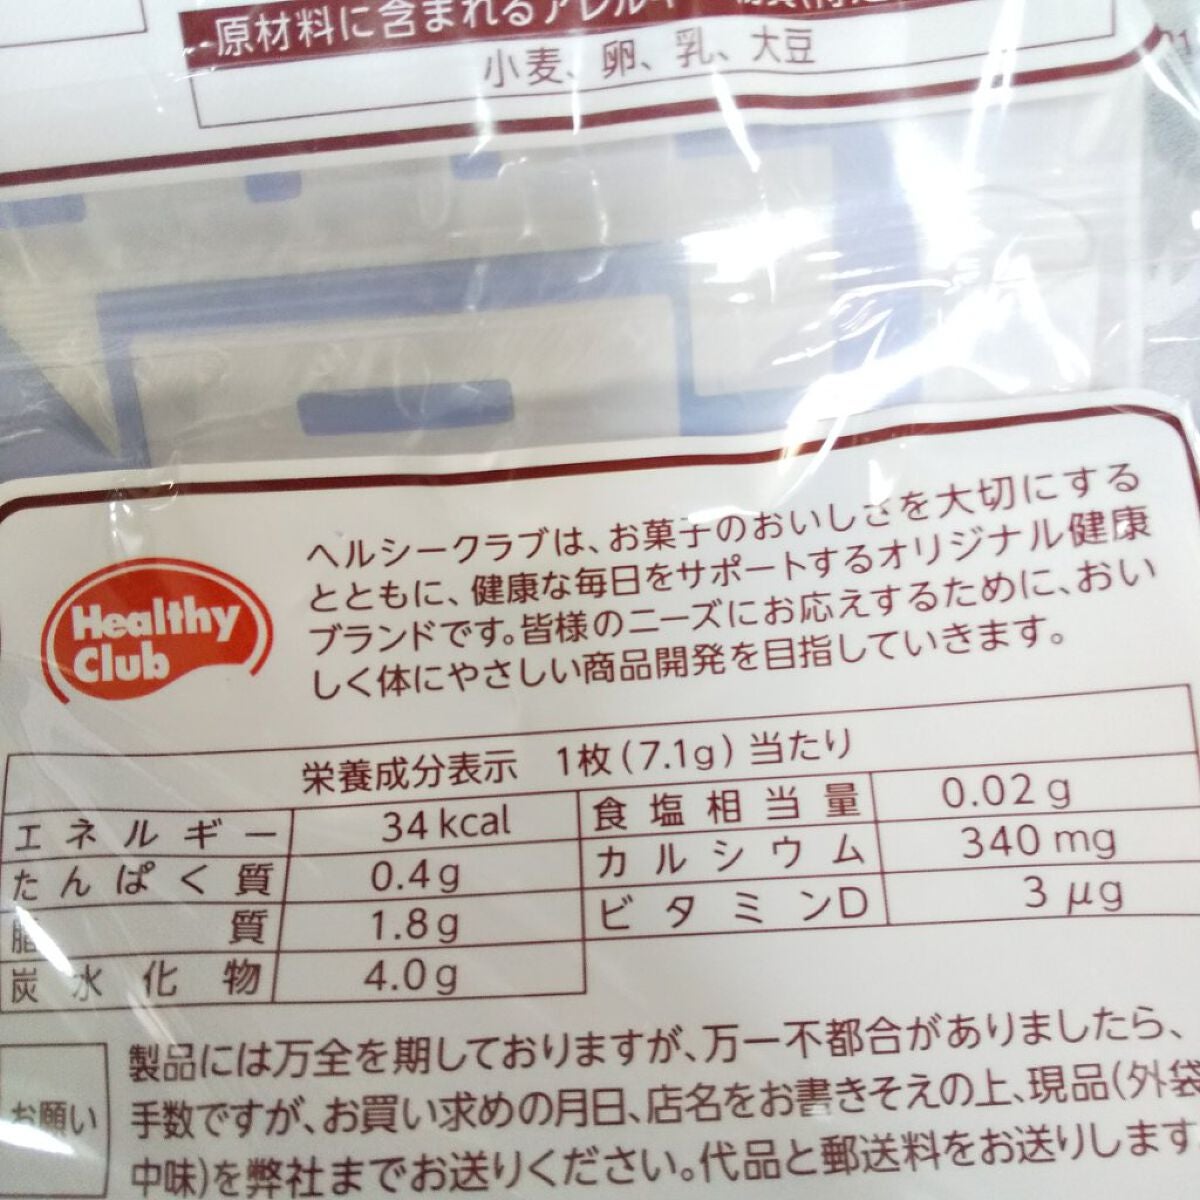 原材料に含まれるアレルギー
小麦、卵、乳、大豆
Healthy
Club
ヘルシークラブは、お菓子のおいしさを大切にする
とともに、健康な毎日をサポートするオリジナル健康
ブランドです。皆様のニーズにお応えするために、おい
しく体にやさしい商品開発を目指していきます。
栄養成分表示 1枚(7.1g)当たり
エネルギー 34kcal 食塩相当量 0.02g
たんぱく質 0.4g カルシウム 340mg
脂質 1.8g ビタミンD 3μg
炭水化物 4.0g
お願い
製品には万全を期しておりますが、万一不都合がありましたら、
手数ですが、お買い求めの月日、店名をお書きそえの上、現品(外袋
中味)を弊社までお送りください。代品と郵送料をお送りします